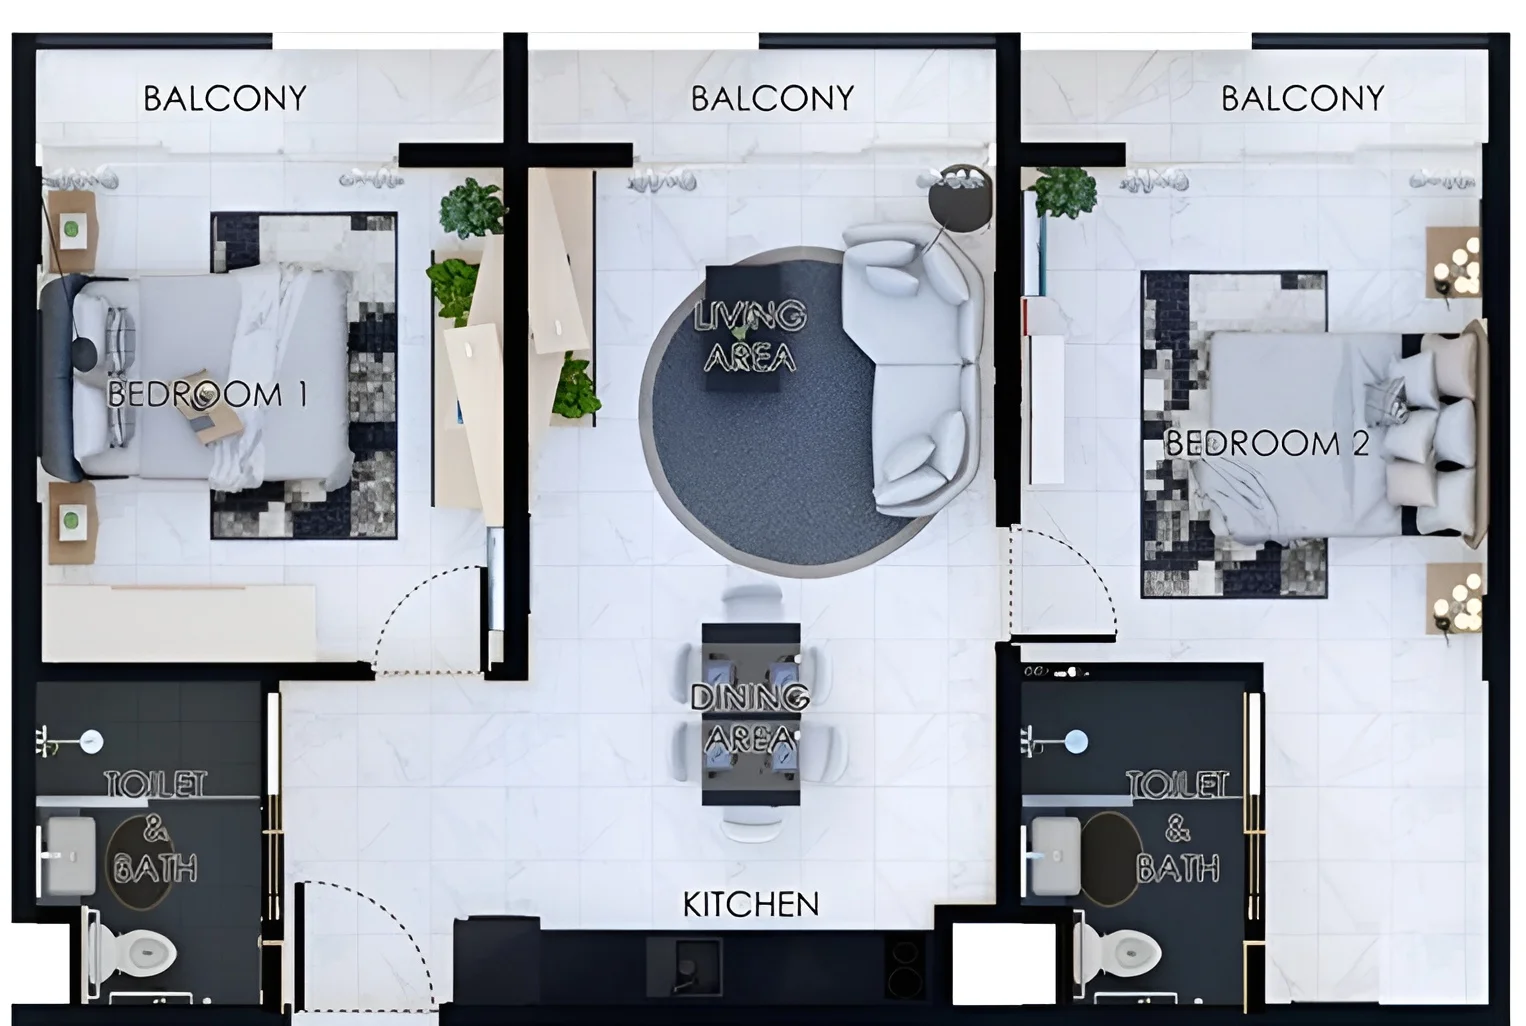 BALCONY
BALCONY
BALCONY
LIVING
AREA
BEDROOM 1
BEDROOM 2
DINING
AREA
TOILET
&
BATH
TOILET
&
BATH
KITCHEN